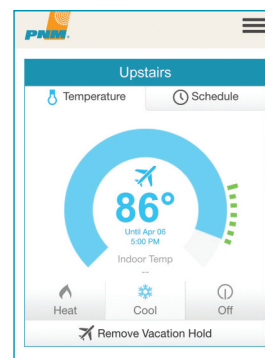 PNM.
Upstairs
Temperature
Schedule
86°
Until Apr 06
5:00 PM
Indoor Temp
--
Heat
Cool
Off
Remove Vacation Hold